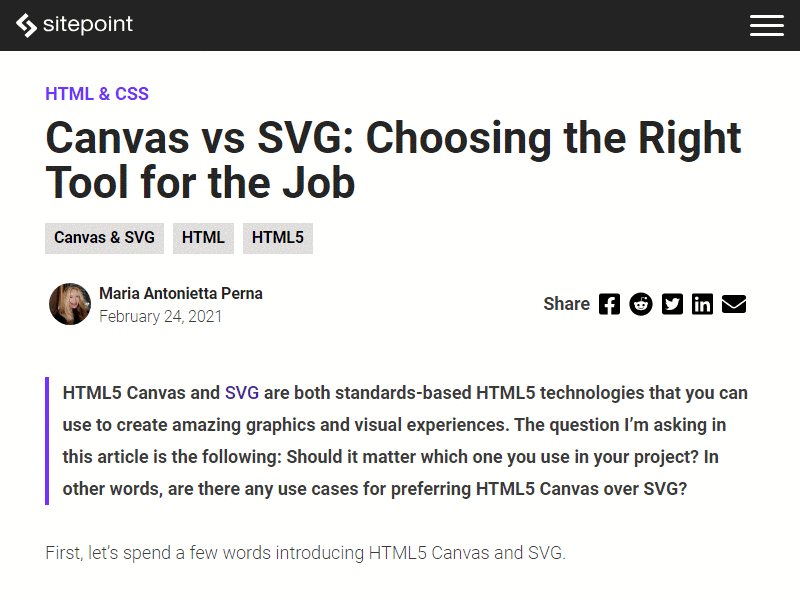 sitepoint
HTML & CSS
Canvas vs SVG: Choosing the Right
Tool for the Job
Canvas & SVG HTML HTML5
Maria Antonietta Perna
February 24, 2021
Share
HTML5 Canvas and SVG are both standards-based HTML5 technologies that you can
use to create amazing graphics and visual experiences. The question I’m asking in
this article is the following: Should it matter which one you use in your project? In
other words, are there any use cases for preferring HTML5 Canvas over SVG?
First, let’s spend a few words introducing HTML5 Canvas and SVG.